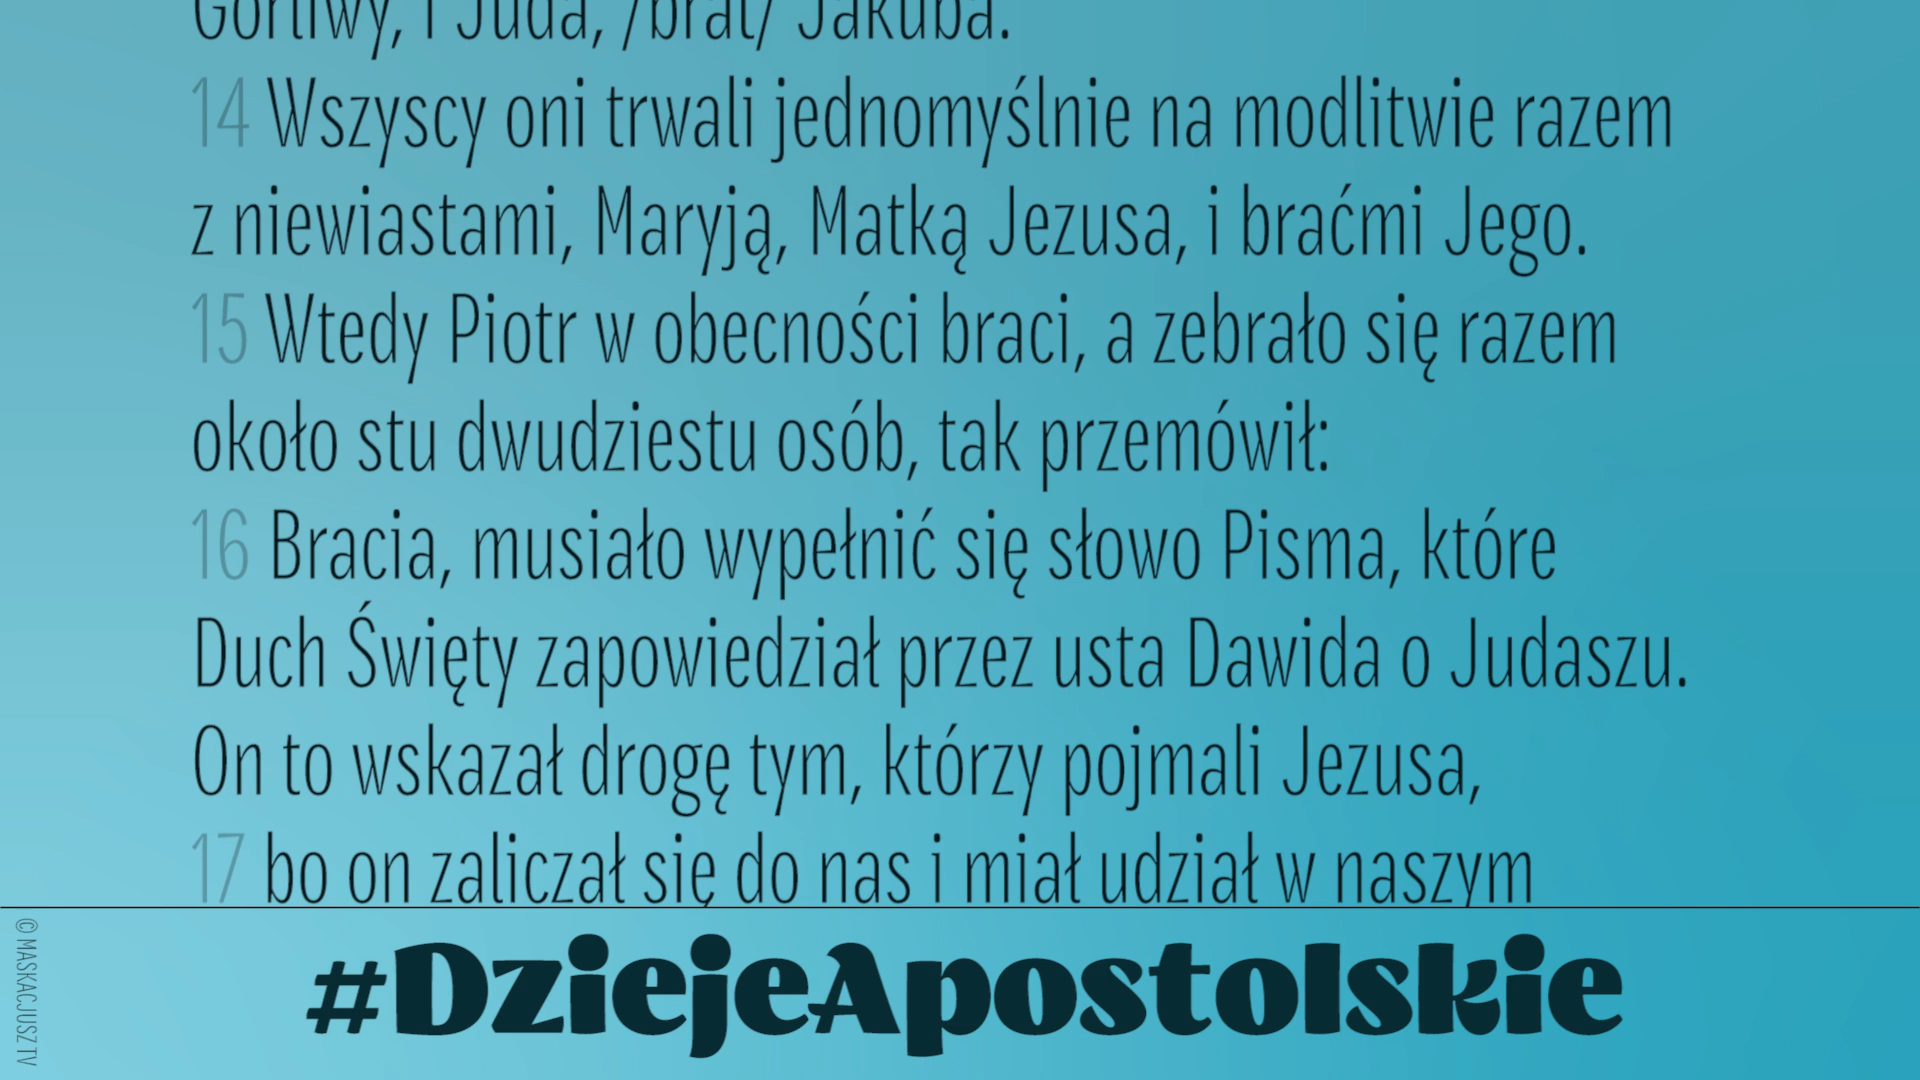 Gorliwy, i Juda, /brat/ Jakuba.
14 Wszyscy oni trwali jednomyślnie na modlitwie razem
z niewiastami, Maryją, Matką Jezusa, i braćmi Jego.
15 Wtedy Piotr w obecności braci, a zebrało się razem
około stu dwudziestu osób, tak przemówił:
16 Bracia, musiało wypełnić się słowo Pisma, które
Duch Święty zapowiedział przez usta Dawida o Judaszu.
On to wskazał drogę tym, którzy pojmali Jezusa,
17 bo on zaliczał się do nas i miał udział w naszym
#DziejeApostolskie
© MASKACJUSZ TV